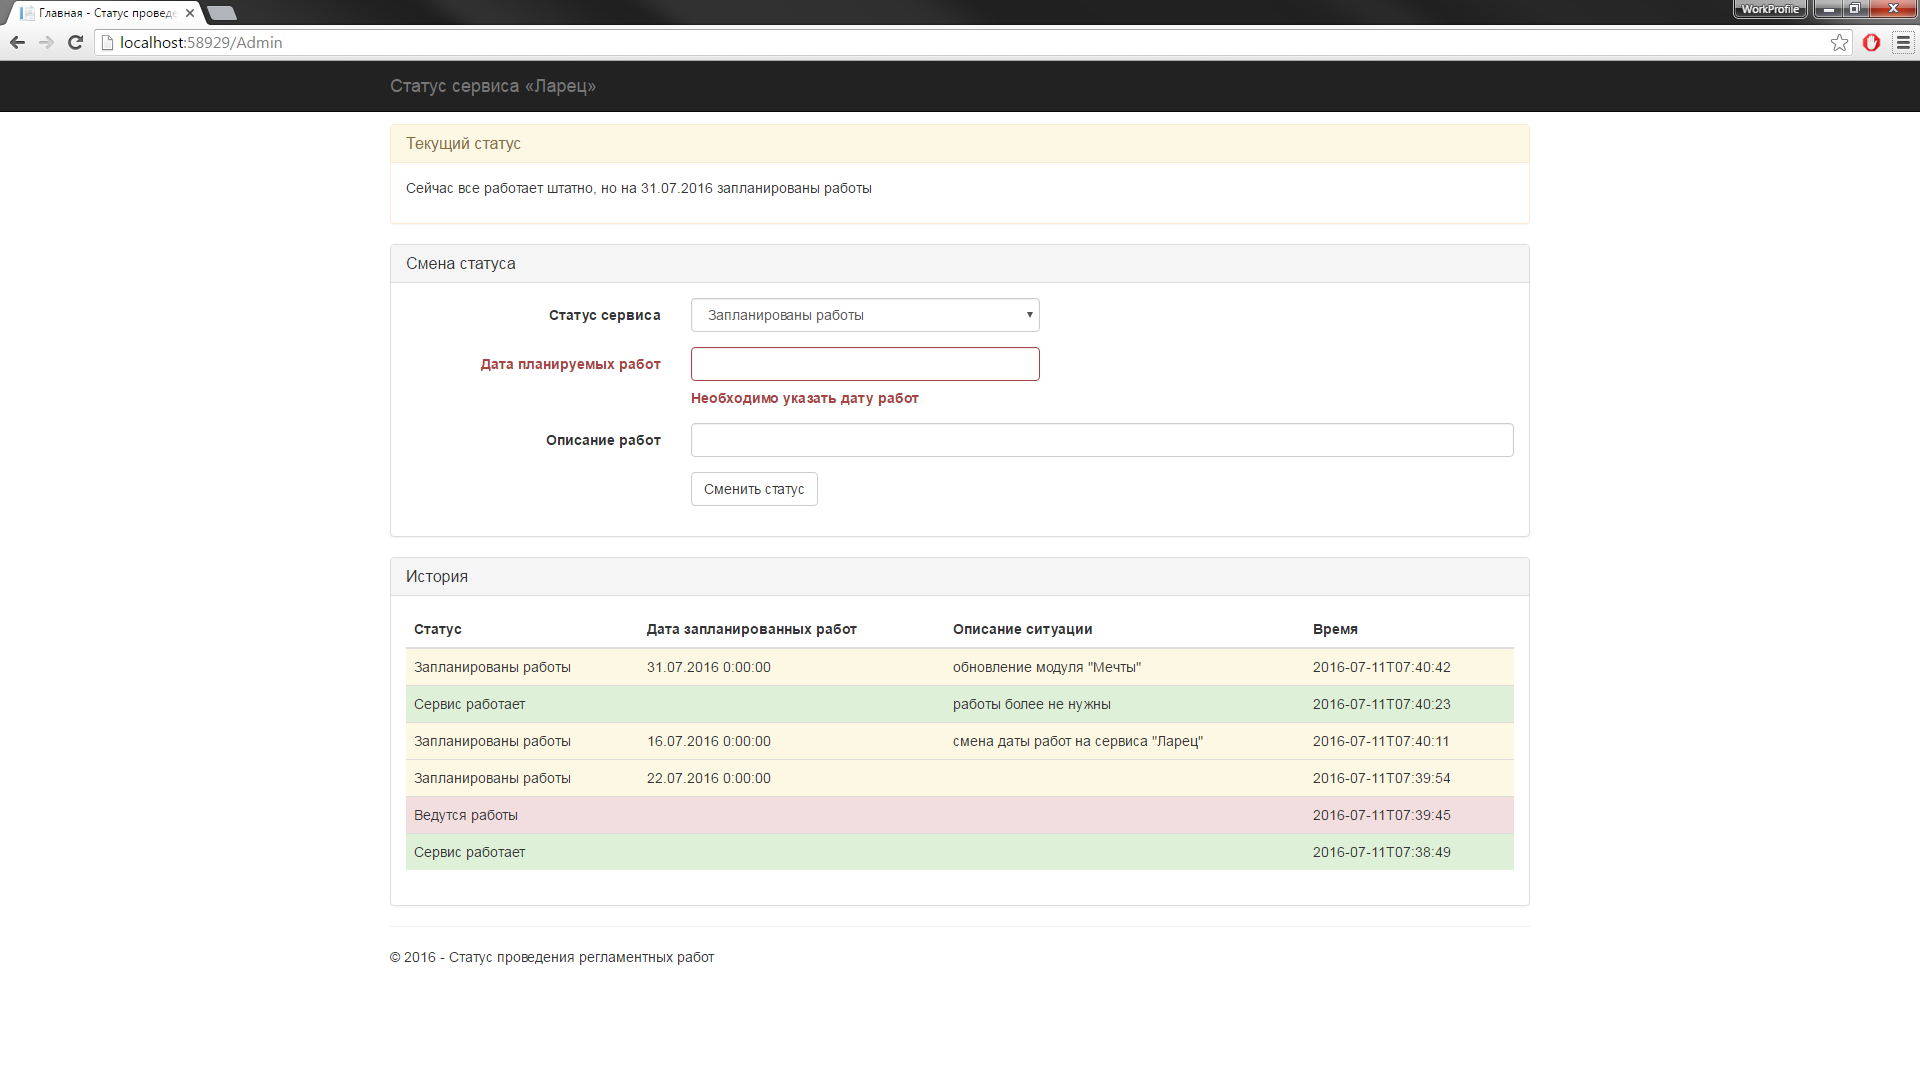 Главная - Статус провед
WorkProfile
localhost:58929/Admin
Статус сервиса «Ларец»
Текущий статус
Сейчас все работает штатно, но на 31.07.2016 запланированы работы
Смена статуса
Статус сервиса Запланированы работы
Дата планируемых работ
Необходимо указать дату работ
Описание работ
Сменить статус
История
Статус Дата запланированных работ Описание ситуации Время
Запланированы работы 31.07.2016 0:00:00 обновление модуля "Мечты" 2016-07-11T07:40:42
Сервис работает работы более не нужны 2016-07-11T07:40:23
Запланированы работы 16.07.2016 0:00:00 смена даты работ на сервиса "Ларец" 2016-07-11T07:40:11
Запланированы работы 22.07.2016 0:00:00 2016-07-11T07:39:54
Ведутся работы 2016-07-11T07:39:45
Сервис работает 2016-07-11T07:38:49
© 2016 - Статус проведения регламентных работ